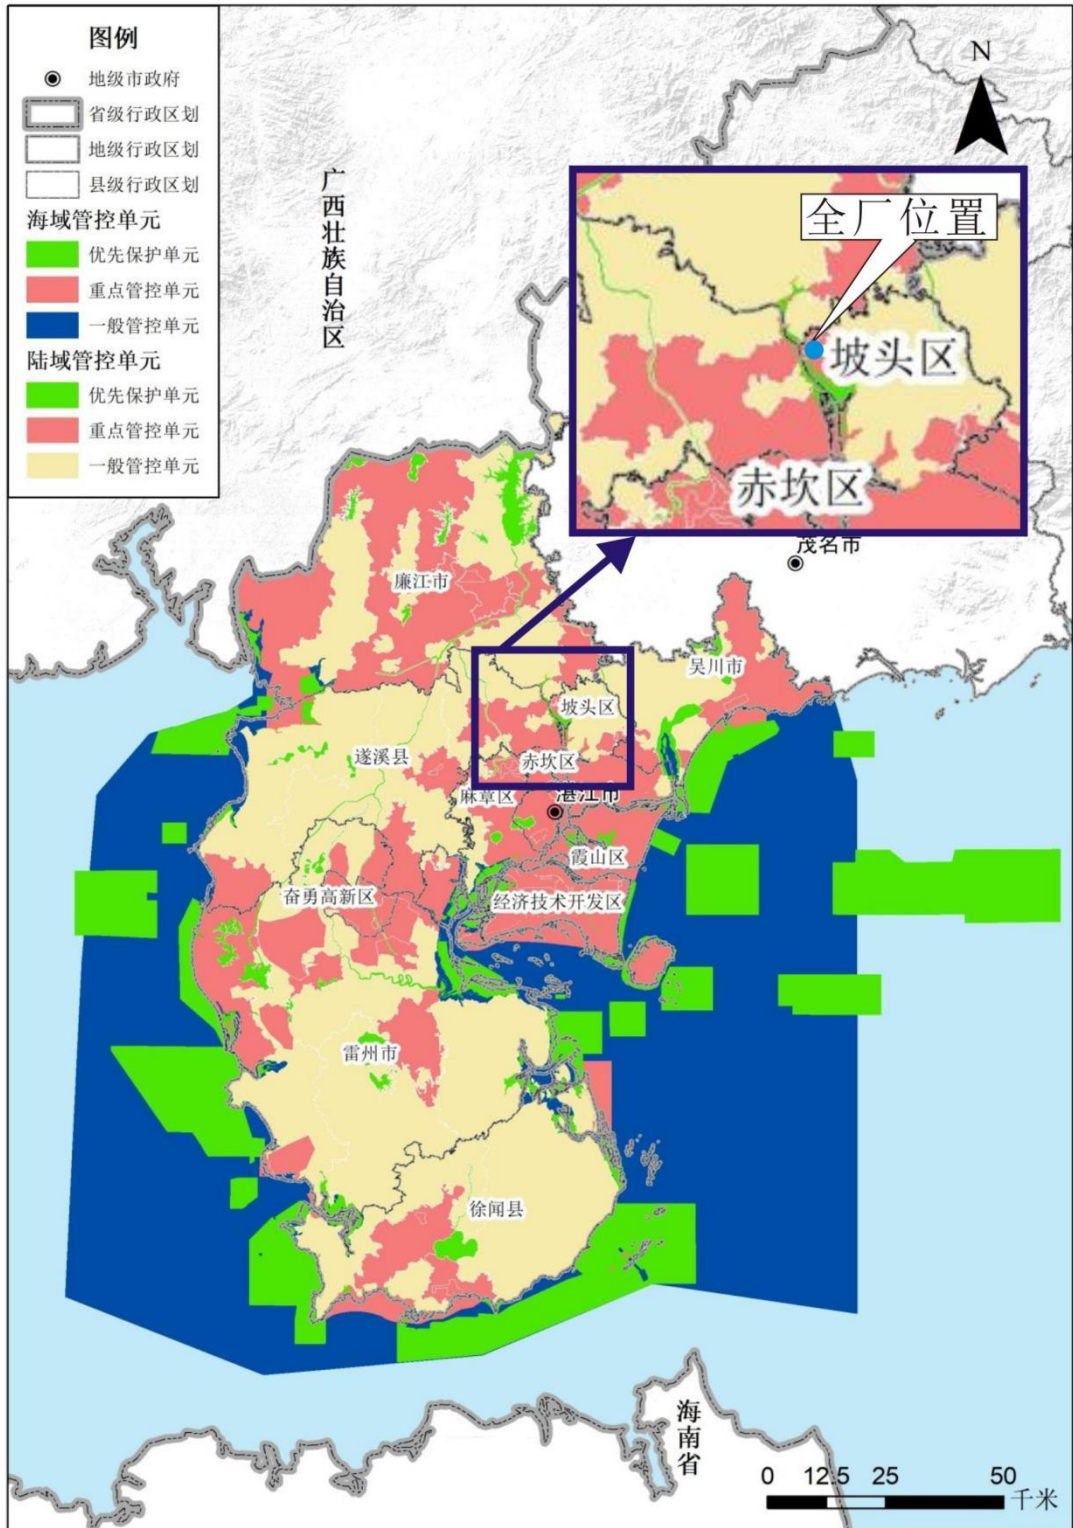 图例
地级市政府
省级行政区划
地级行政区划
县级行政区划
海域管控单元
优先保护单元
重点管控单元
一般管控单元
陆域管控单元
优先保护单元
重点管控单元
一般管控单元
广西壮族自治区
N
全厂位置
坡头区
赤坎区
茂名市
廉江市
吴川市
坡头区
遂溪县
赤坎区
麻章区
湛江市
霞山区
奋勇高新区
经济技术开发区
雷州市
徐闻县
海南省
0 12.5 25 50
千米